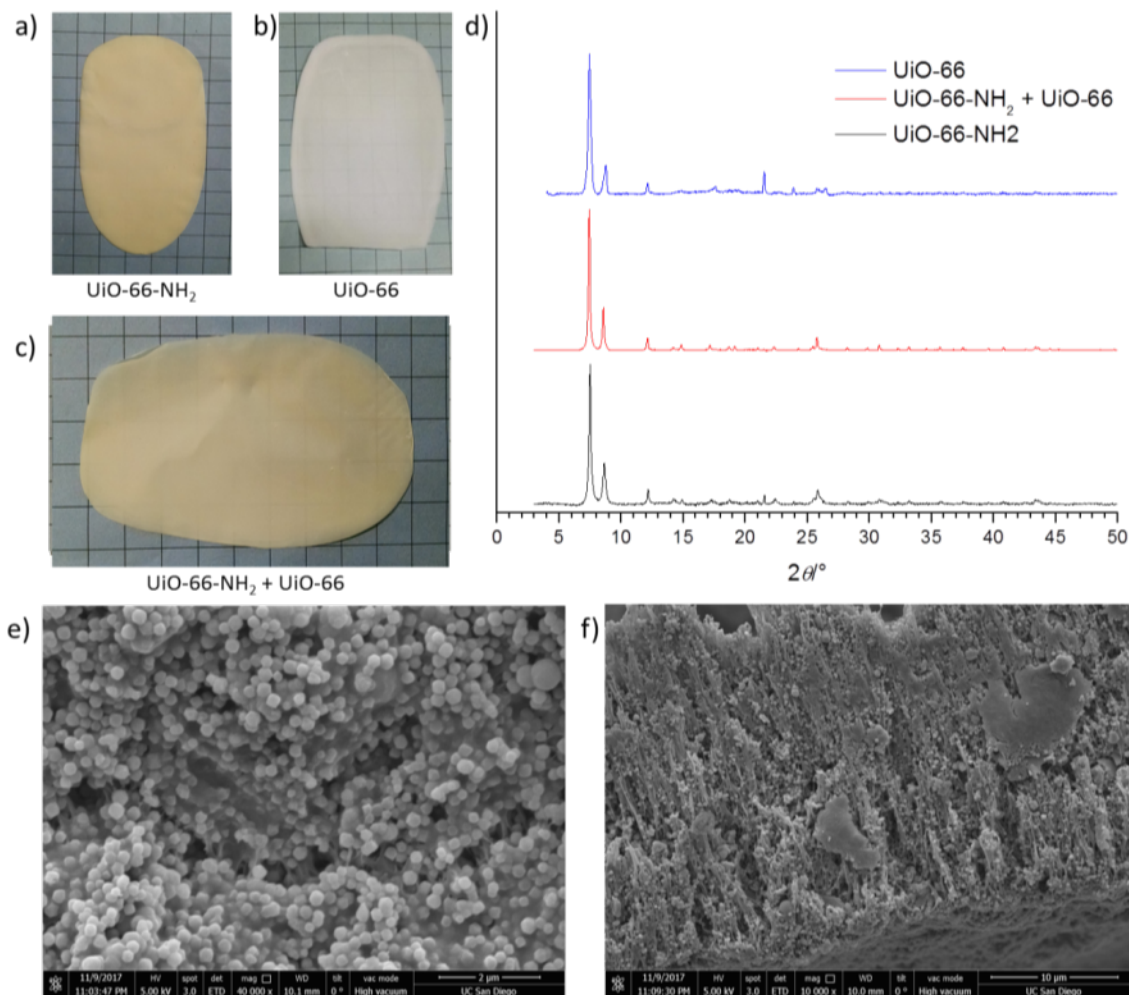 a)
b)
d)
UiO-66
UiO-66-NH₂ + UiO-66
UiO-66-NH2
UiO-66-NH₂
UiO-66
c)
UiO-66-NH₂ + UiO-66
0 5 10 15 20 25 30 35 40 45 50
2θ/°
e)
f)
11/9/2017 HV spot det mag □ WD tilt vac mode 2 µm
11:03:47 PM 5.00 kV 3.0 ETD 40 000 x 10.1 mm 0 ° High vacuum UC San Diego
11/9/2017 HV spot det mag □ WD tilt vac mode 10 µm
11:09:30 PM 5.00 kV 3.0 ETD 10 000 x 10.0 mm 0 ° High vacuum UC San Diego